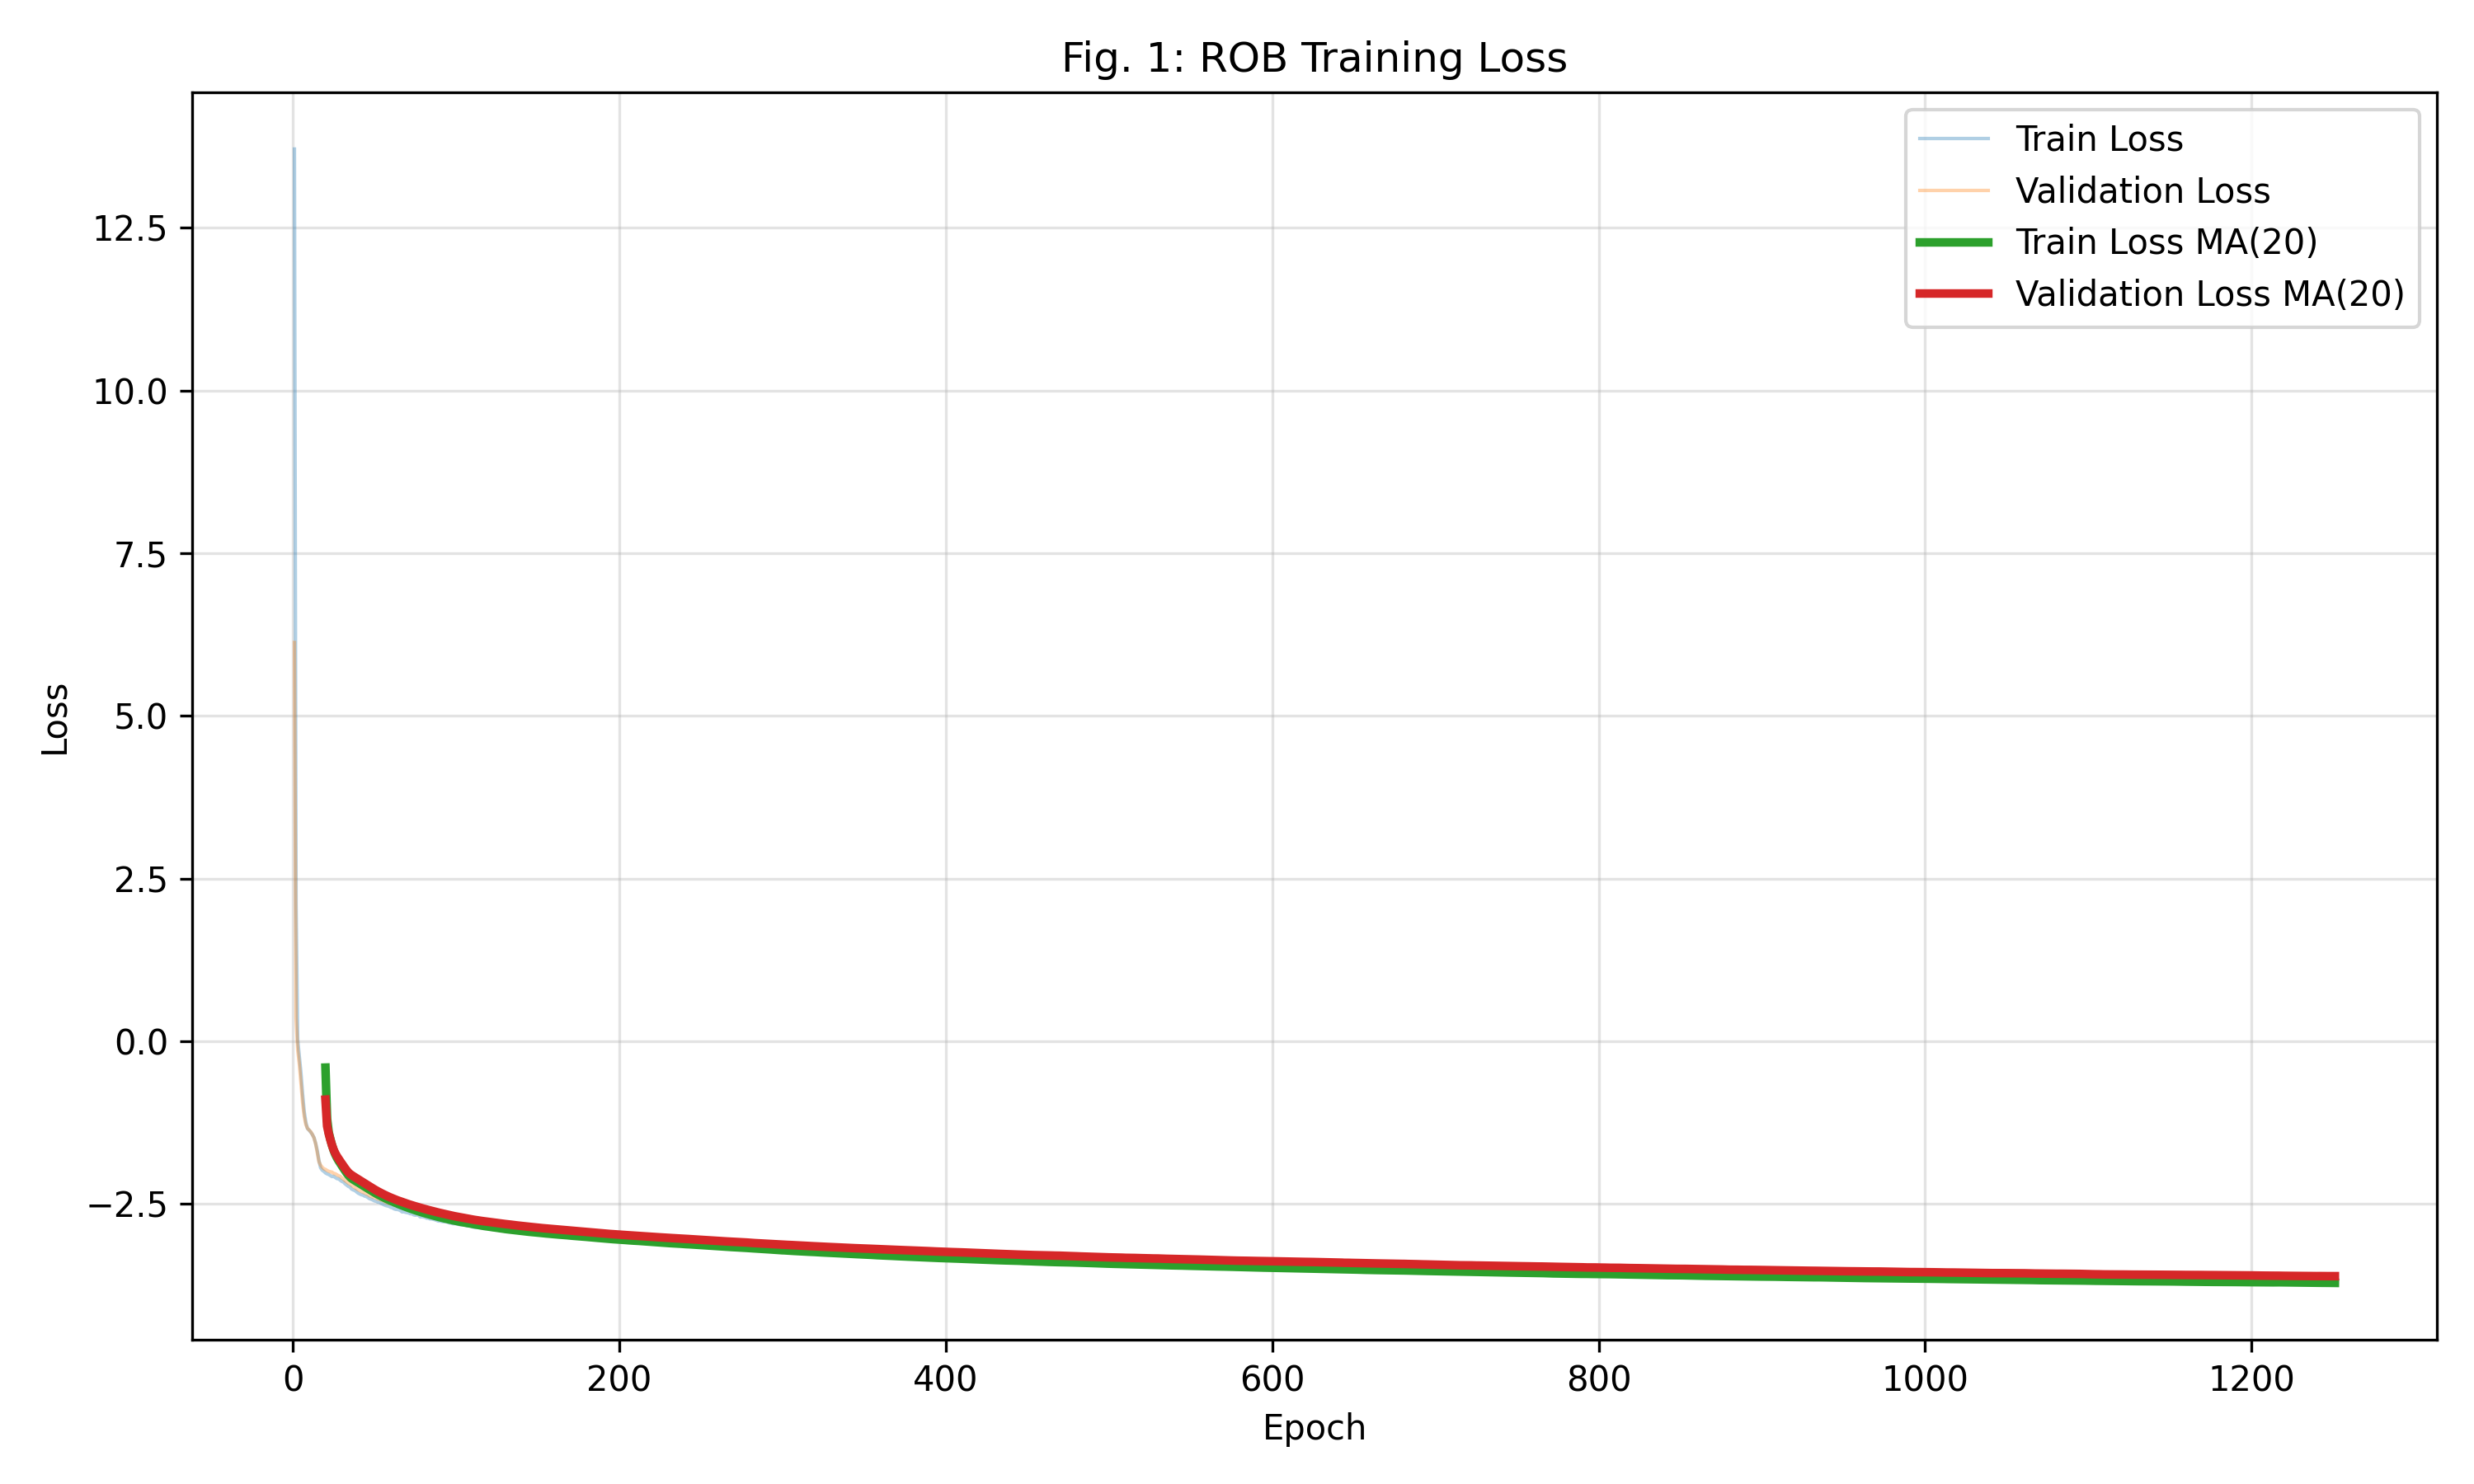 Fig. 1: ROB Training Loss
Train Loss
Validation Loss
Train Loss MA(20)
Validation Loss MA(20)
12.5
10.0
7.5
5.0
2.5
0.0
−2.5
Loss
0 200 400 600 800 1000 1200
Epoch